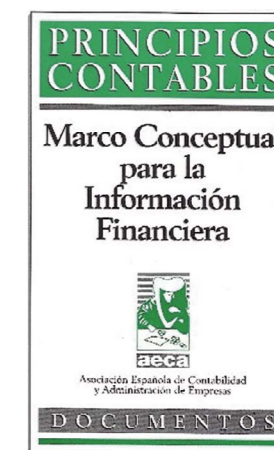 PRINCIPIOS
CONTABLES
Marco Conceptua
para la
Información
Financiera
aeca
Asociación Española de Contabilidad
y Administración de Empresas
DOCUMENTOS